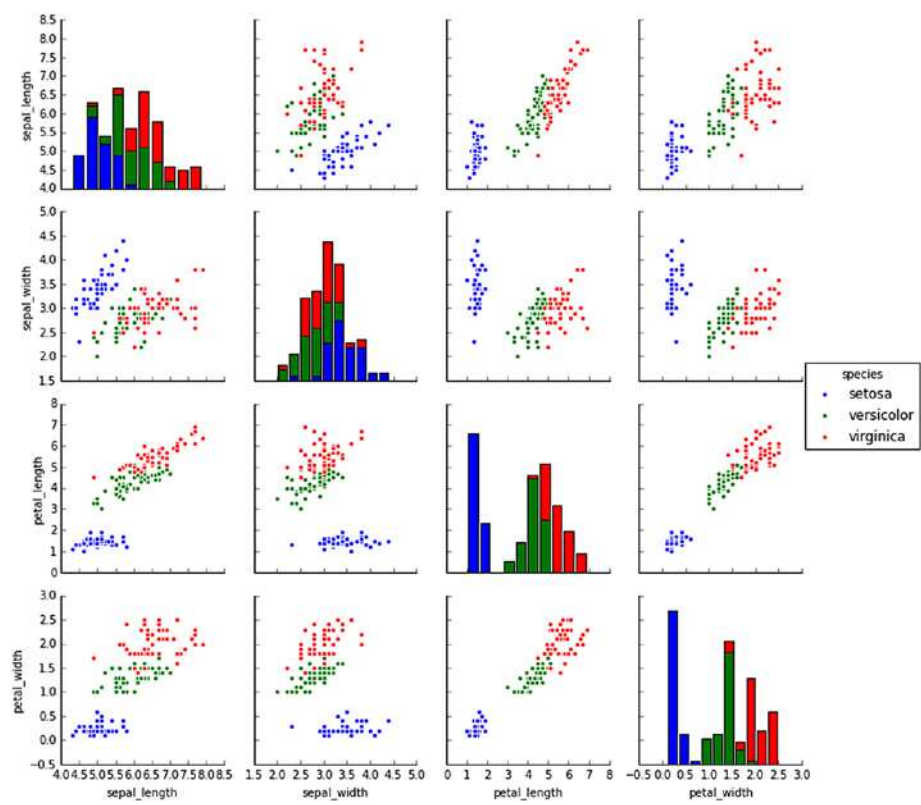 8.5
8.0
7.5
7.0
6.5
6.0
5.5
5.0
4.5
4.0
sepal_length
5.0
4.5
4.0
3.5
3.0
2.5
2.0
1.5
sepal_width
8
7
6
5
4
3
2
1
0
petal_length
3.0
2.5
2.0
1.5
1.0
0.5
0.0
−0.5
petal_width
4.0 4.5 5.0 5.5 6.0 6.5 7.0 7.5 8.0 8.5
sepal_length
1.5 2.0 2.5 3.0 3.5 4.0 4.5 5.0
sepal_width
0 1 2 3 4 5 6 7 8
petal_length
−0.5 0.0 0.5 1.0 1.5 2.0 2.5 3.0
petal_width
species
setosa
versicolor
virginica